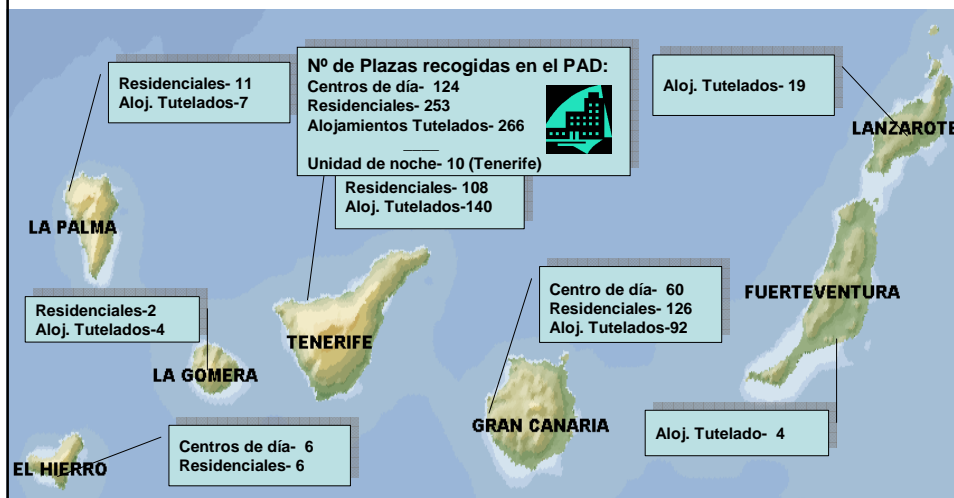 Nº de Plazas recogidas en el PAD:
Centros de día- 124
Residenciales- 253
Alojamientos Tutelados- 266
Unidad de noche- 10 (Tenerife)
Residenciales- 11
Aloj. Tutelados-7
LA PALMA
Residenciales- 108
Aloj. Tutelados-140
TENERIFE
Aloj. Tutelados- 19
LANZAROTE
Residenciales-2
Aloj. Tutelados-4
LA GOMERA
Centro de día- 60
Residenciales- 126
Aloj. Tutelados-92
GRAN CANARIA
FUERTEVENTURA
Aloj. Tutelado- 4
Centros de día- 6
Residenciales- 6
EL HIERRO